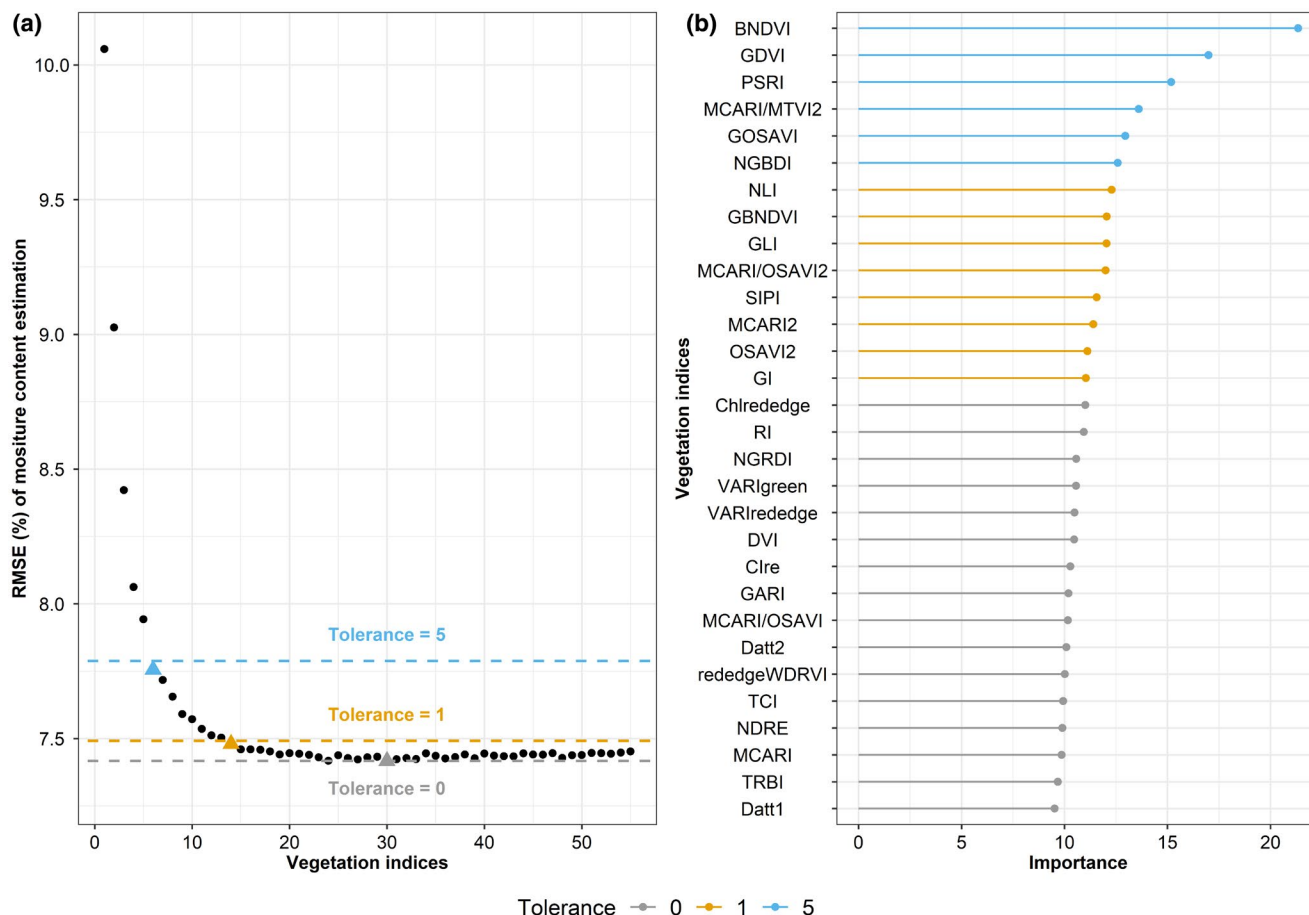 (a)
RMSE (%) of mositure content estimation
10.0
9.5
9.0
8.5
8.0
7.5
Tolerance = 5
Tolerance = 1
Tolerance = 0
0 10 20 30 40 50
Vegetation indices
(b)
Vegetation indices
BNDVI
GDVI
PSRI
MCARI/MTVI2
GOSAVI
NGBDI
NLI
GBNDVI
GLI
MCARI/OSAVI2
SIPI
MCARI2
OSAVI2
GI
Chlrededge
RI
NGRDI
VARIgreen
VARIrededge
DVI
CIre
GARI
MCARI/OSAVI
Datt2
rededgeWDRVI
TCI
NDRE
MCARI
TRBI
Datt1
0 5 10 15 20
Importance
Tolerance 0 1 5